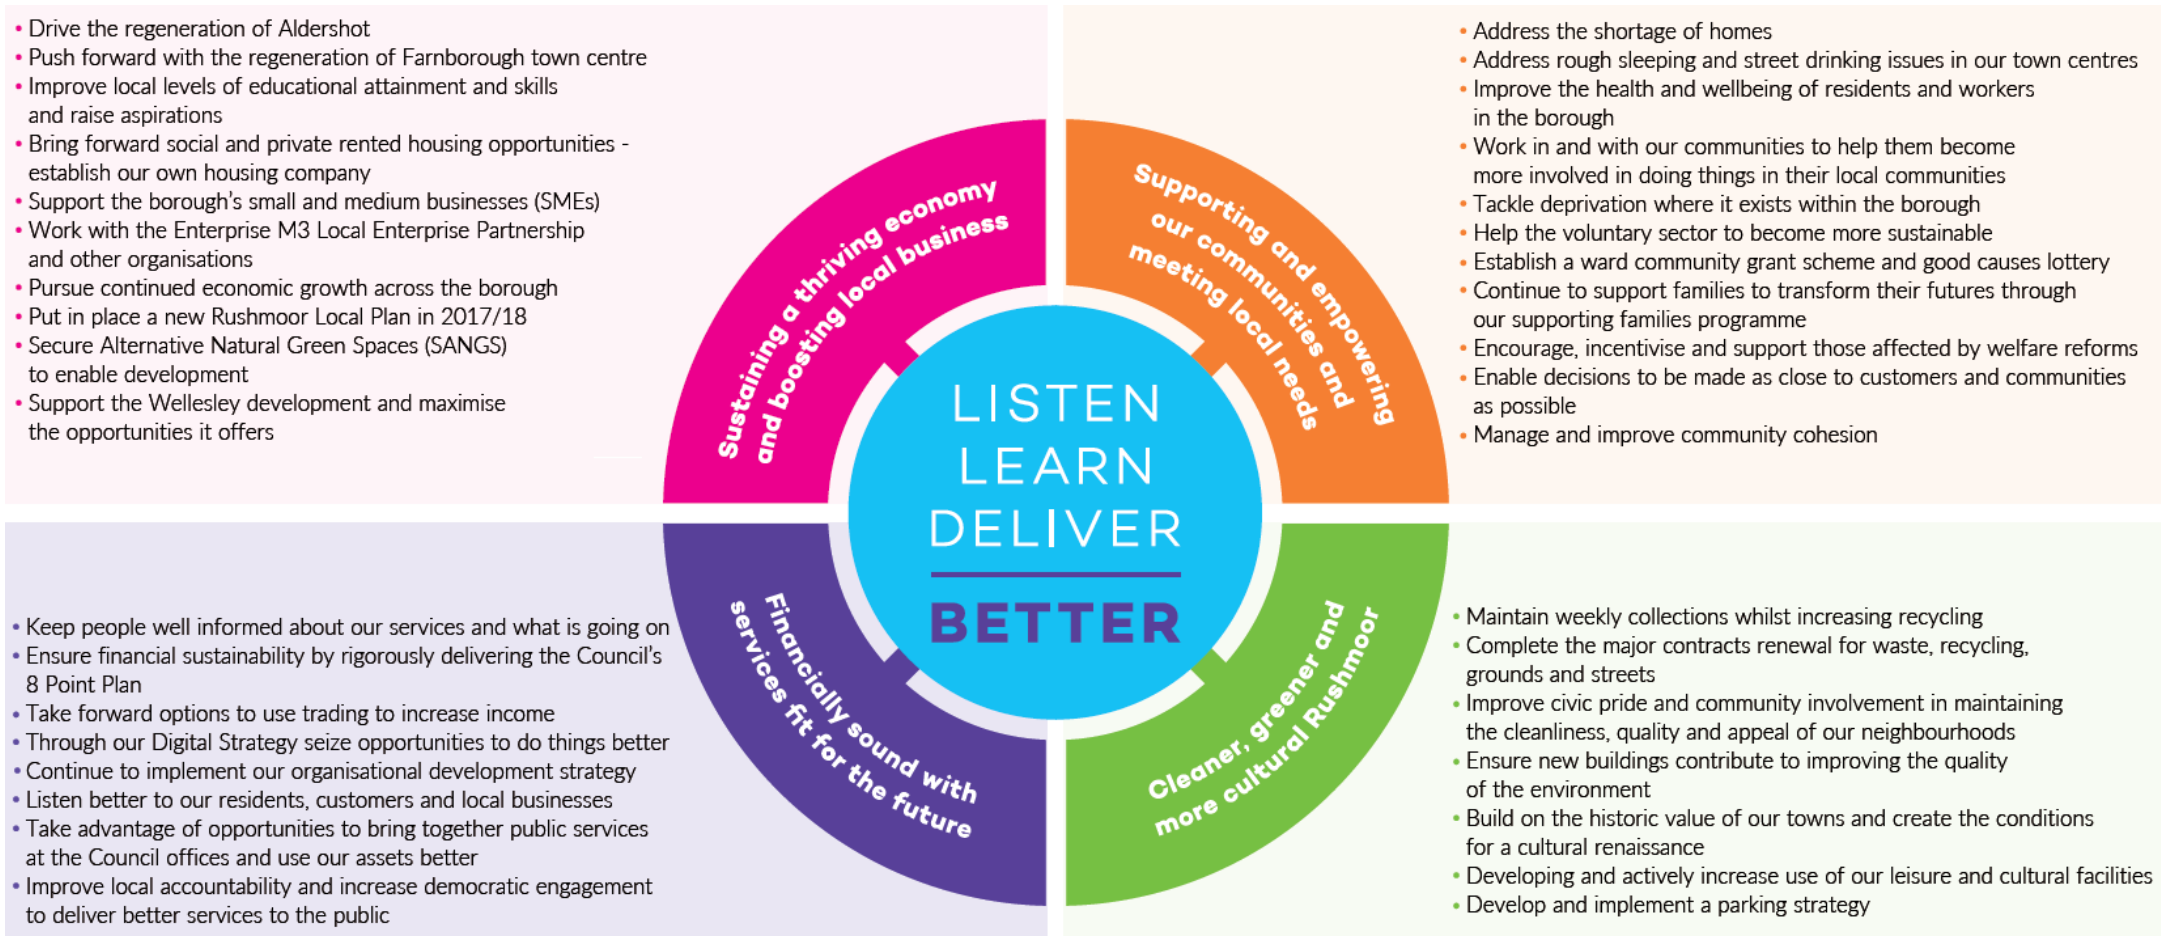 • Drive the regeneration of Aldershot
• Push forward with the regeneration of Farnborough town centre
• Improve local levels of educational attainment and skills
and raise aspirations
• Bring forward social and private rented housing opportunities -
establish our own housing company
• Support the borough's small and medium businesses (SMEs)
• Work with the Enterprise M3 Local Enterprise Partnership
and other organisations
• Pursue continued economic growth across the borough
• Put in place a new Rushmoor Local Plan in 2017/18
• Secure Alternative Natural Green Spaces (SANGS)
to enable development
• Support the Wellesley development and maximise
the opportunities it offers
Sustaining a thriving economy
and boosting local business
Supporting and empowering
our communities and
meeting local needs
• Address the shortage of homes
• Address rough sleeping and street drinking issues in our town centres
• Improve the health and wellbeing of residents and workers
in the borough
• Work in and with our communities to help them become
more involved in doing things in their local communities
• Tackle deprivation where it exists within the borough
• Help the voluntary sector to become more sustainable
• Establish a ward community grant scheme and good causes lottery
• Continue to support families to transform their futures through
our supporting families programme
• Encourage, incentivise and support those affected by welfare reforms
• Enable decisions to be made as close to customers and communities
as possible
• Manage and improve community cohesion
LISTEN
LEARN
DELIVER
BETTER
• Keep people well informed about our services and what is going on
• Ensure financial sustainability by rigorously delivering the Council's
8 Point Plan
• Take forward options to use trading to increase income
• Through our Digital Strategy seize opportunities to do things better
• Continue to implement our organisational development strategy
• Listen better to our residents, customers and local businesses
• Take advantage of opportunities to bring together public services
at the Council offices and use our assets better
• Improve local accountability and increase democratic engagement
to deliver better services to the public
Financially sound with
services fit for the future
Cleaner, greener and
more cultural Rushmoor
• Maintain weekly collections whilst increasing recycling
• Complete the major contracts renewal for waste, recycling,
grounds and streets
• Improve civic pride and community involvement in maintaining
the cleanliness, quality and appeal of our neighbourhoods
• Ensure new buildings contribute to improving the quality
of the environment
• Build on the historic value of our towns and create the conditions
for a cultural renaissance
• Developing and actively increase use of our leisure and cultural facilities
• Develop and implement a parking strategy